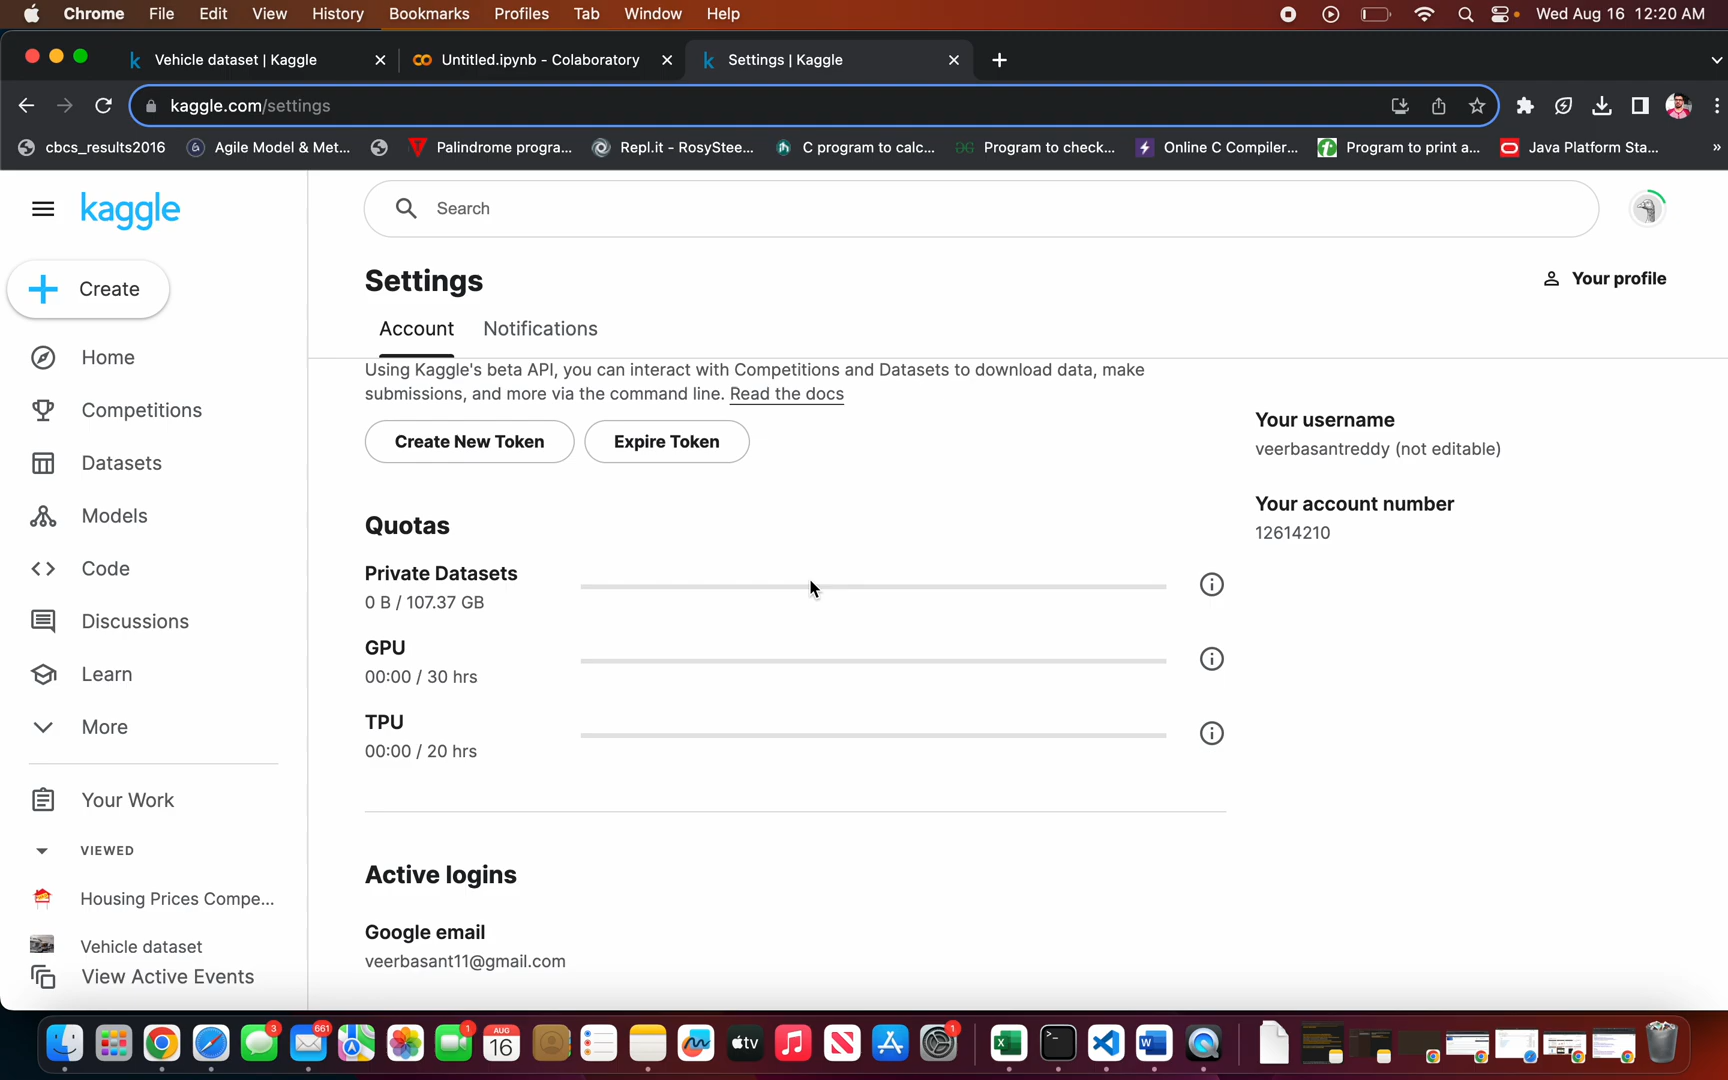 Chrome File Edit View History Bookmarks Profiles Tab Window Help Wed Aug 16 12:20 AM
Vehicle dataset | Kaggle Untitled.ipynb - Colaboratory Settings | Kaggle
kaggle.com/settings
cbcs_results2016 Agile Model & Met... Palindrome progra... Repl.it - RosyStee... C program to calc... Program to check... Online C Compiler... Program to print a... Java Platform Sta... »
kaggle
Search
Create
Home
Competitions
Datasets
Models
Code
Discussions
Learn
More
Your Work
VIEWED
Housing Prices Compe...
Vehicle dataset
View Active Events
Settings
Your profile
Account Notifications
Using Kaggle's beta API, you can interact with Competitions and Datasets to download data, make
submissions, and more via the command line. Read the docs
Create New Token Expire Token
Quotas
Private Datasets
0 B / 107.37 GB
GPU
00:00 / 30 hrs
TPU
00:00 / 20 hrs
Active logins
Google email
veerbasant11@gmail.com
Your username
veerbasantreddy (not editable)
Your account number
12614210
3 661 1 AUG 16 tv 1